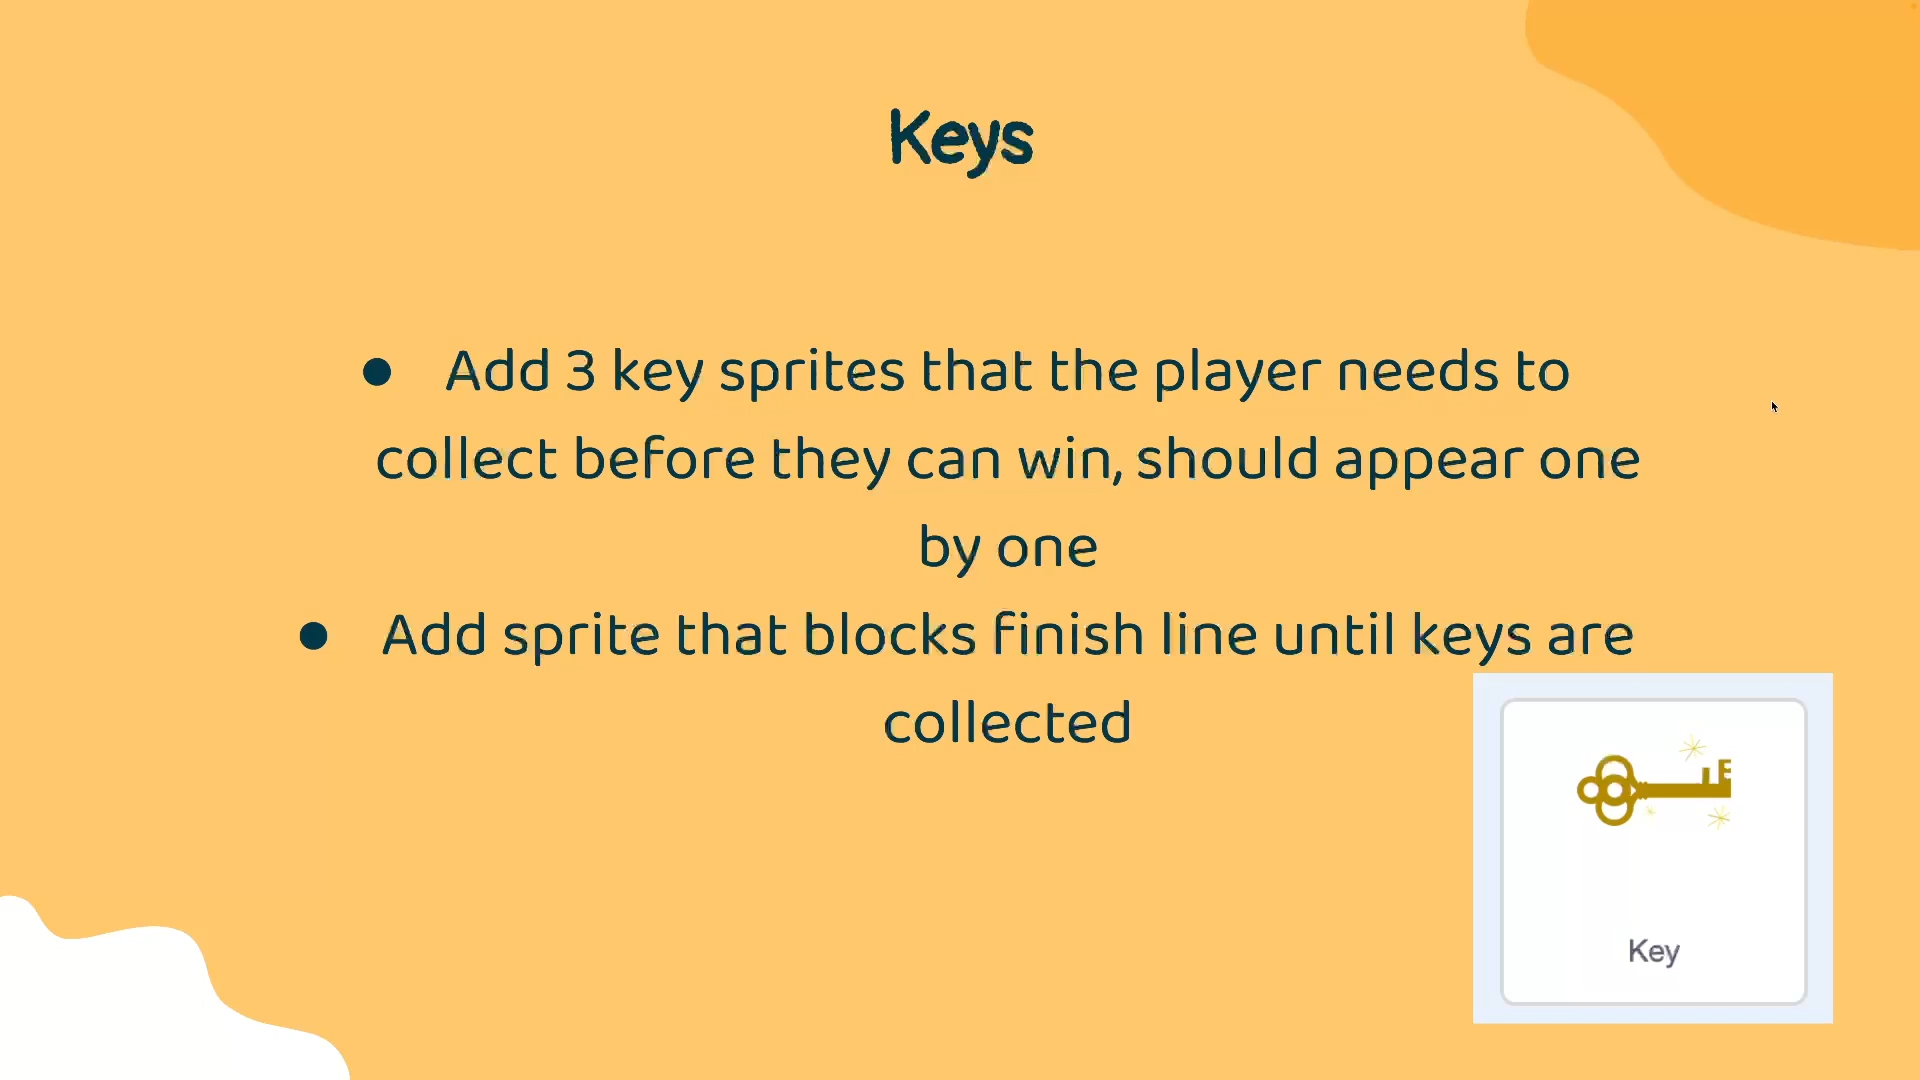 Keys
● Add 3 key sprites that the player needs to
collect before they can win, should appear one
by one
● Add sprite that blocks finish line until keys are
collected
Key